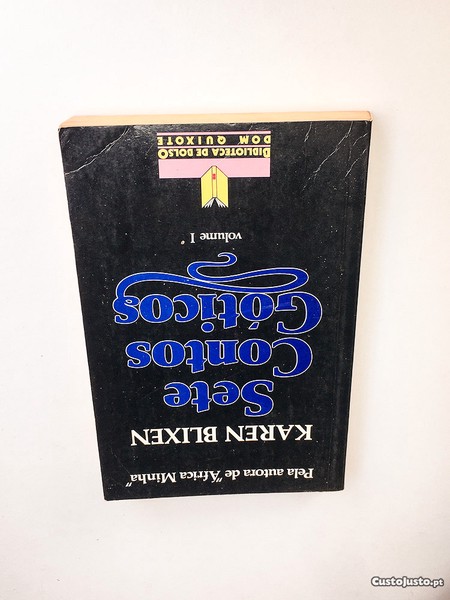 Pela autora de "África Minha"
KAREN BLIXEN
Sete
Contos
Góticos
volume I
BIBLIOTECA DE BOLSO
DOM QUIXOTE
CustoJusto.pt